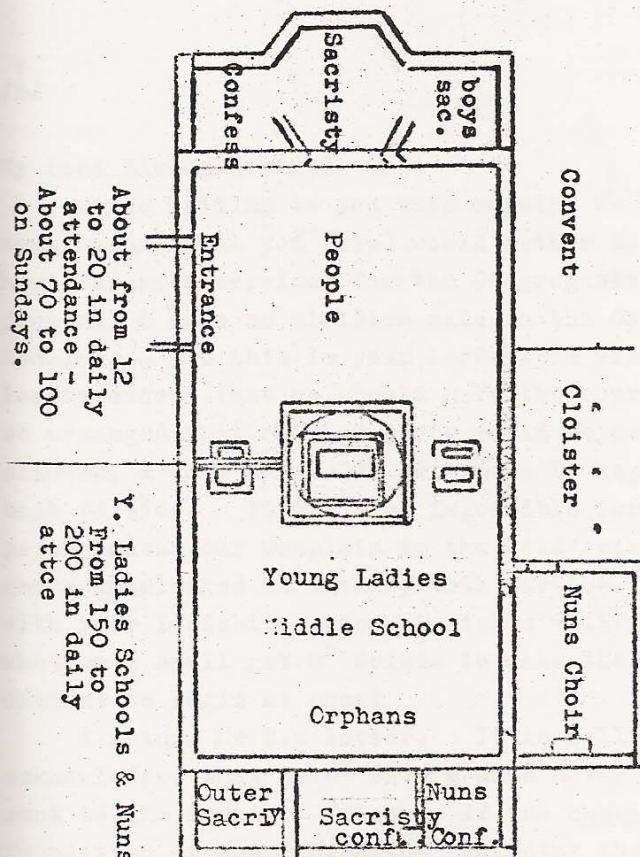 Sacristy
boys
sac.
Confess
Convent
People
Entrance
About from 12
to 20 in daily
attendance -
About 70 to 100
on Sundays.
Cloister
Young Ladies
iddle School
Orphans
Nuns Choir
Y. Ladies Schools & Nuns
From 150 to
200 in daily
attce
Outer
Sacriy
Sacristy
conf.
Nuns
Conf.